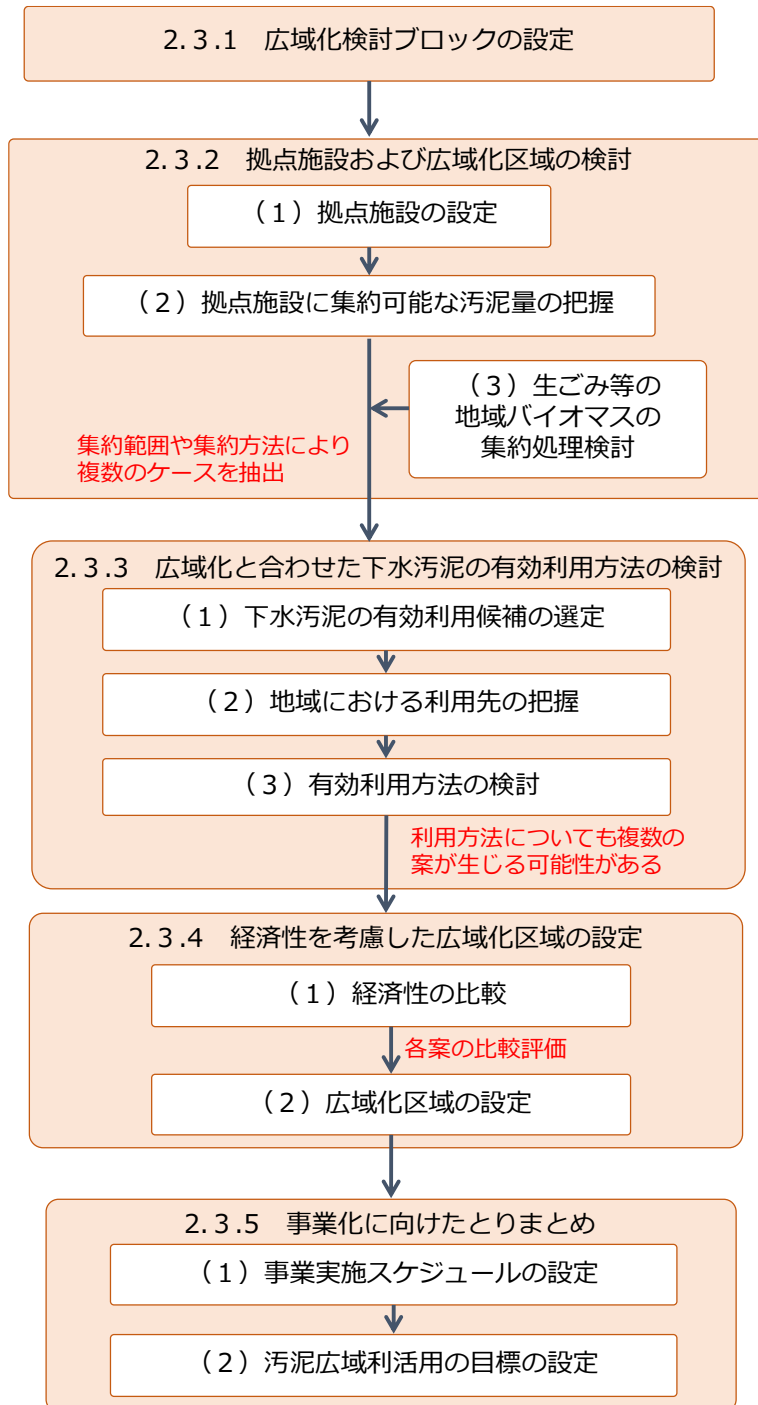 2.3.1　広域化検討ブロックの設定
2.3.2　拠点施設および広域化区域の検討
（１）拠点施設の設定
（２）拠点施設に集約可能な汚泥量の把握
（３）生ごみ等の
地域バイオマスの
集約処理検討
集約範囲や集約方法により
複数のケースを抽出
2.3.3　広域化と合わせた下水汚泥の有効利用方法の検討
（１）下水汚泥の有効利用候補の選定
（２）地域における利用先の把握
（３）有効利用方法の検討
利用方法についても複数の
案が生じる可能性がある
2.3.4　経済性を考慮した広域化区域の設定
（１）経済性の比較
各案の比較評価
（２）広域化区域の設定
2.3.5　事業化に向けたとりまとめ
（１）事業実施スケジュールの設定
（２）汚泥広域利活用の目標の設定